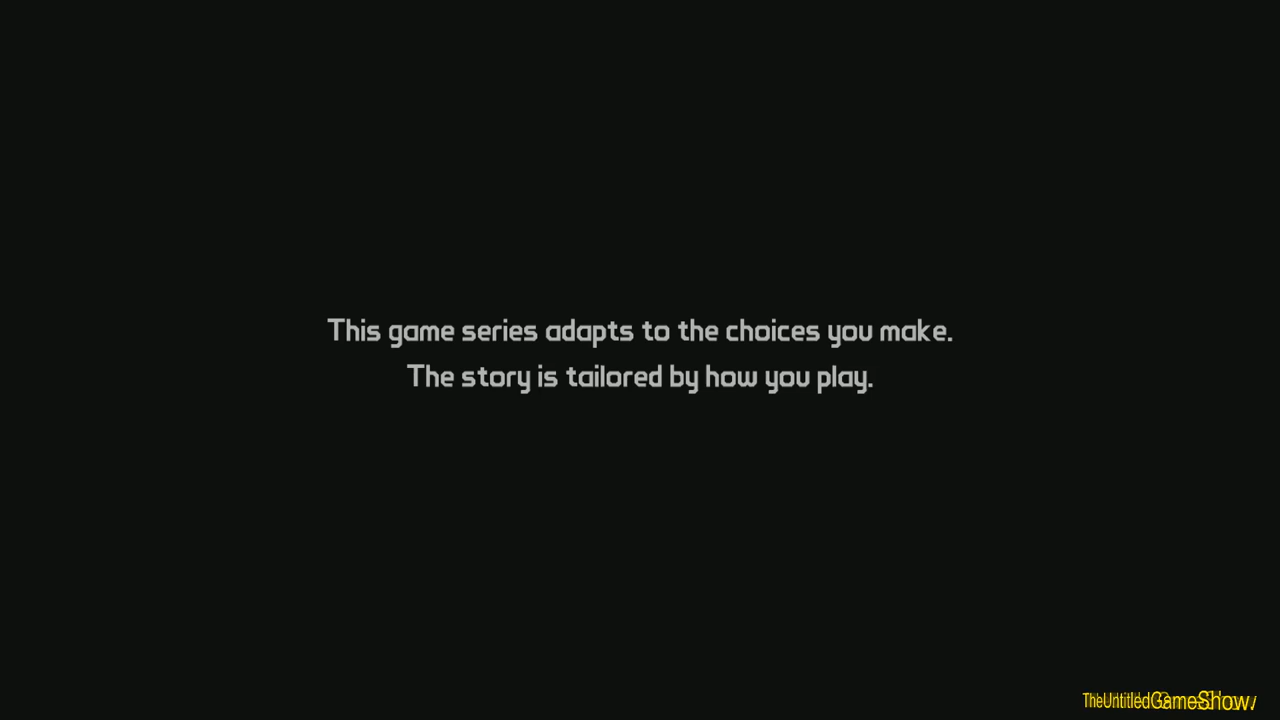 This game series adapts to the choices you make.
The story is tailored by how you play.
TheUntitledGameShow